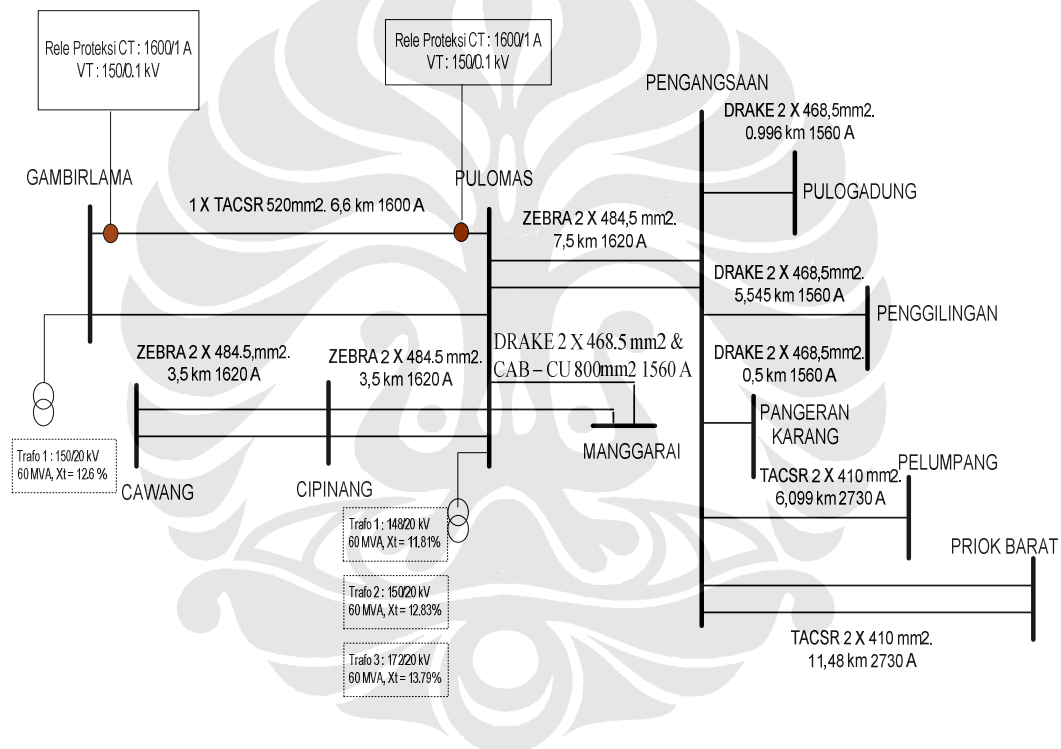 Rele Proteksi CT : 1600/1 A
VT : 150/0.1 kV
Rele Proteksi CT : 1600/1 A
VT : 150/0.1 kV
PENGANGSAAN
DRAKE 2 X 468,5mm2.
0.996 km 1560 A
GAMBIRLAMA
PULOMAS
PULOGADUNG
1 X TACSR 520mm2. 6,6 km 1600 A
ZEBRA 2 X 484,5 mm2.
7,5 km 1620 A
DRAKE 2 X 468,5mm2.
5,545 km 1560 A
PENGGILINGAN
DRAKE 2 X 468.5 mm2 &
CAB – CU 800mm2 1560 A
ZEBRA 2 X 484.5,mm2.
3,5 km 1620 A
ZEBRA 2 X 484.5 mm2.
3,5 km 1620 A
DRAKE 2 X 468,5mm2.
0,5 km 1560 A
PANGERAN
KARANG
MANGGARAI
Trafo 1 : 150/20 kV
60 MVA, Xt = 12.6 %
CAWANG
CIPINANG
PELUMPANG
TACSR 2 X 410 mm2.
6,099 km 2730 A
Trafo 1 : 148/20 kV
60 MVA, Xt = 11.81%
PRIOK BARAT
Trafo 2 : 150/20 kV
60 MVA, Xt = 12.83%
TACSR 2 X 410 mm2.
11,48 km 2730 A
Trafo 3 : 172/20 kV
60 MVA, Xt = 13.79%